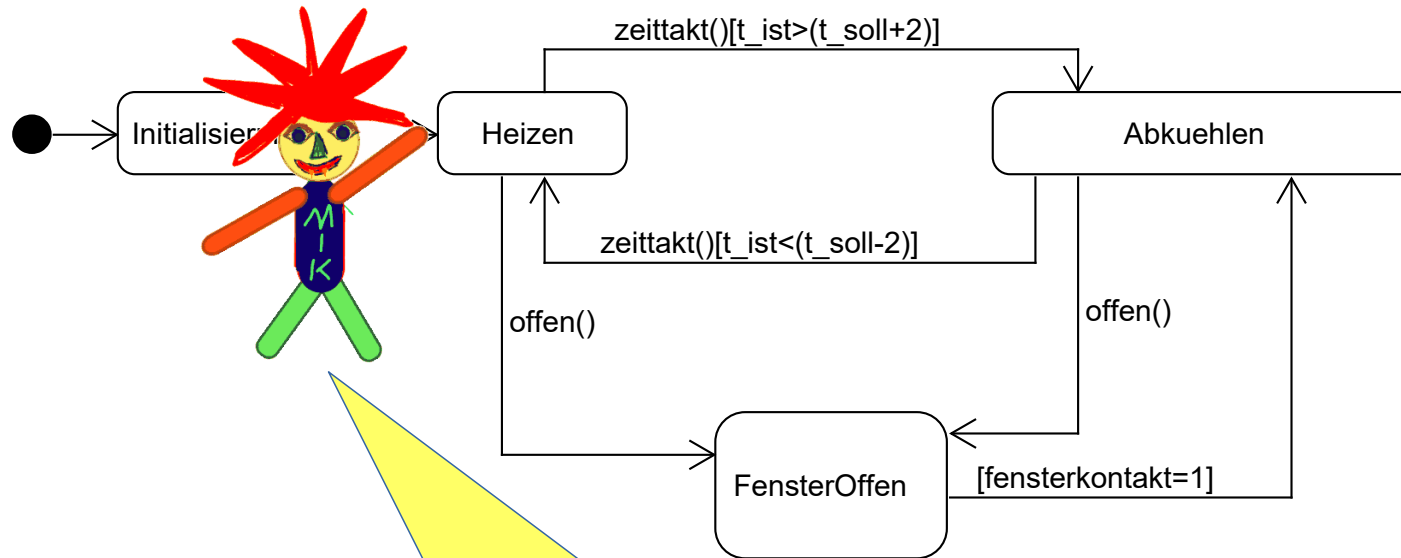 zeittakt()[t_ist>(t_soll+2)]
Heizen
Abkuehlen
MIK
zeittakt()[t_ist<(t_soll-2)]
offen()
offen()
FensterOffen
[fensterkontakt=1]